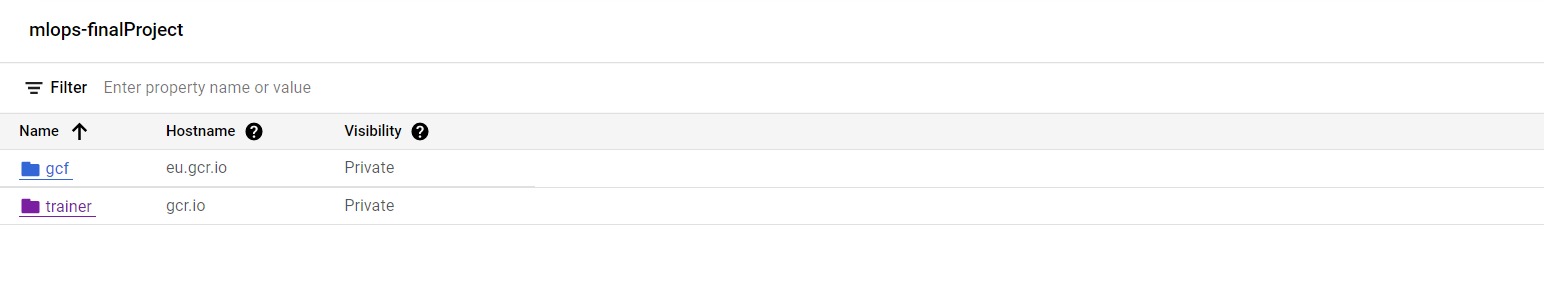 mlops-finalProject
Filter Enter property name or value
Name Hostname Visibility
gcf eu.gcr.io Private
trainer gcr.io Private